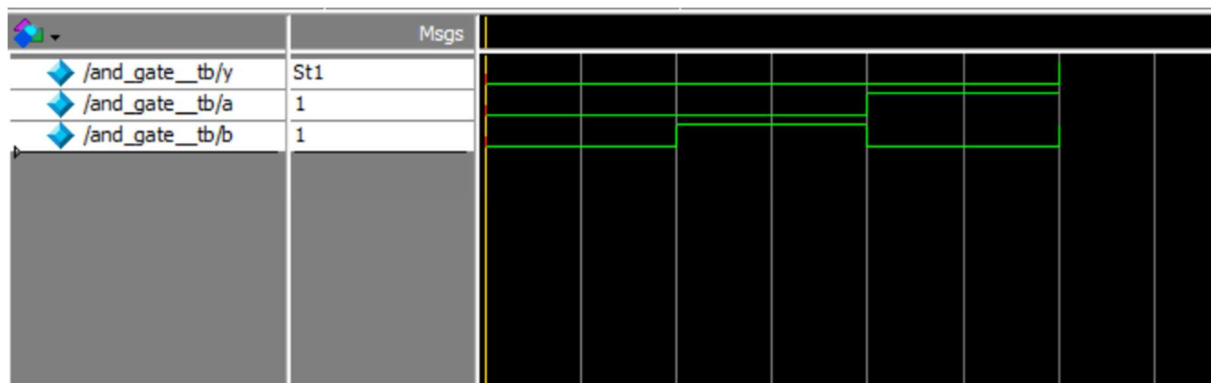 Msgs
/and_gate__tb/y St1
/and_gate__tb/a 1
/and_gate__tb/b 1